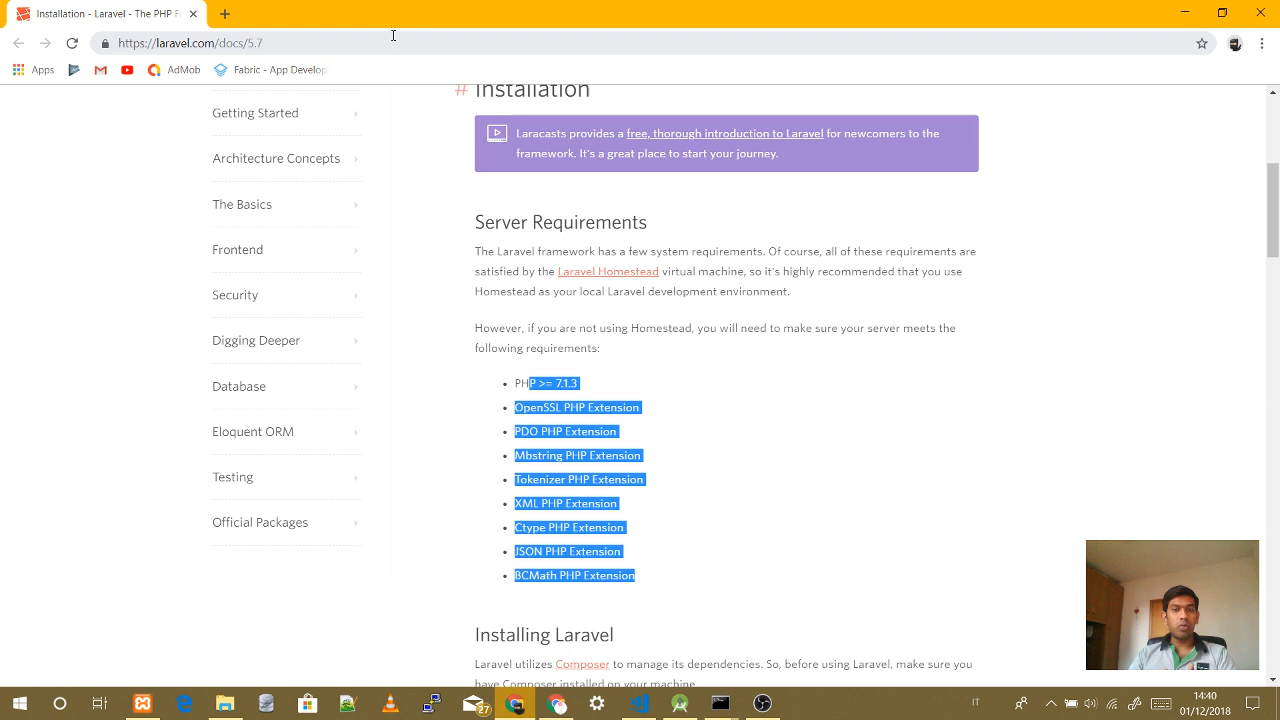 Installation - Laravel - The PHP F
https://laravel.com/docs/5.7
Apps
AdMob
Fabric - App Develop
Getting Started
Architecture Concepts
The Basics
Frontend
Security
Digging Deeper
Database
Eloquent ORM
Testing
Official Packages
# Installation
Laracasts provides a free, thorough introduction to Laravel for newcomers to the
framework. It's a great place to start your journey.
Server Requirements
The Laravel framework has a few system requirements. Of course, all of these requirements are
satisfied by the Laravel Homestead virtual machine, so it's highly recommended that you use
Homestead as your local Laravel development environment.
However, if you are not using Homestead, you will need to make sure your server meets the
following requirements:
PHP >= 7.1.3
OpenSSL PHP Extension
PDO PHP Extension
Mbstring PHP Extension
Tokenizer PHP Extension
XML PHP Extension
Ctype PHP Extension
JSON PHP Extension
BCMath PHP Extension
Installing Laravel
Laravel utilizes Composer to manage its dependencies. So, before using Laravel, make sure you
have Composer installed on your machine.
27
IT
14:40
01/12/2018